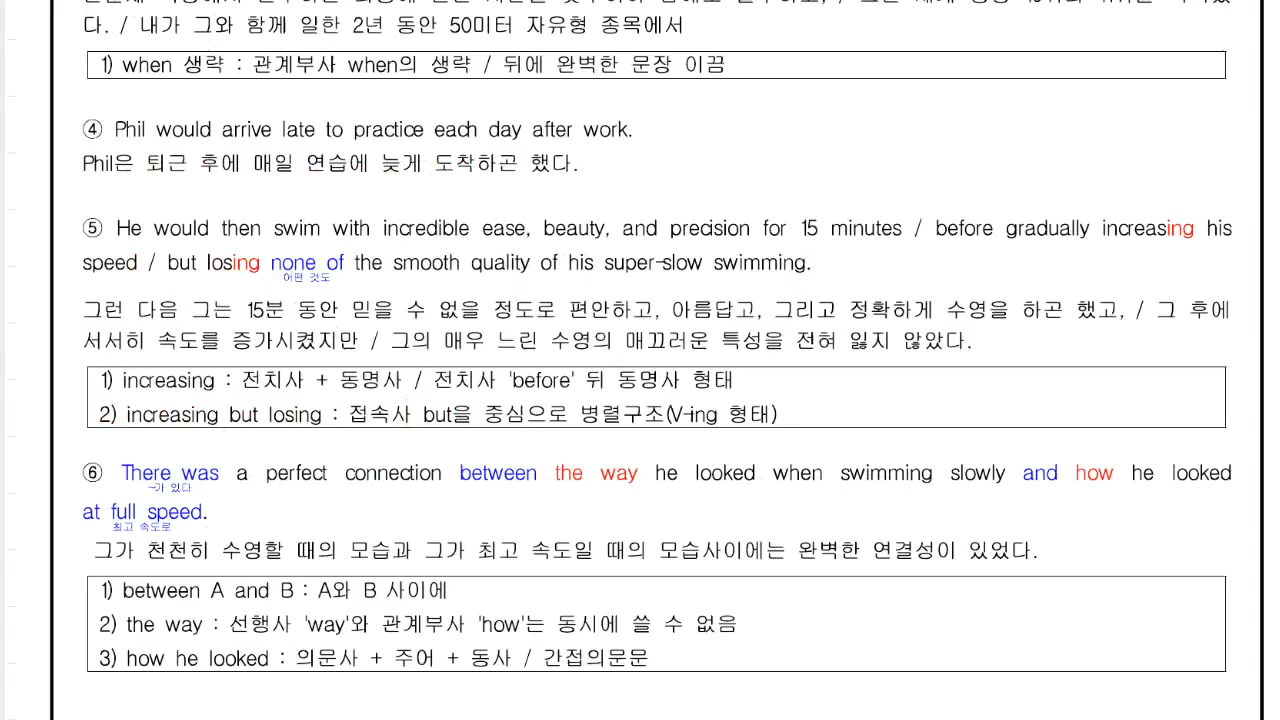 다. / 내가 그와 함께 일한 2년 동안 50미터 자유형 종목에서
1) when 생략 : 관계부사 when의 생략 / 뒤에 완벽한 문장 이끔
④ Phil would arrive late to practice each day after work.
Phil은 퇴근 후에 매일 연습에 늦게 도착하곤 했다.
⑤ He would then swim with incredible ease, beauty, and precision for 15 minutes / before gradually increasing his
speed / but losing none of the smooth quality of his super-slow swimming.
어떤 것도
그런 다음 그는 15분 동안 믿을 수 없을 정도로 편안하고, 아름답고, 그리고 정확하게 수영을 하곤 했고, / 그 후에
서서히 속도를 증가시켰지만 / 그의 매우 느린 수영의 매끄러운 특성을 전혀 잃지 않았다.
1) increasing : 전치사 + 동명사 / 전치사 'before' 뒤 동명사 형태
2) increasing but losing : 접속사 but을 중심으로 병렬구조(V-ing 형태)
⑥ There was a perfect connection between the way he looked when swimming slowly and how he looked
~가 있다
at full speed.
최고 속도로
그가 천천히 수영할 때의 모습과 그가 최고 속도일 때의 모습사이에는 완벽한 연결성이 있었다.
1) between A and B : A와 B 사이에
2) the way : 선행사 'way'와 관계부사 'how'는 동시에 쓸 수 없음
3) how he looked : 의문사 + 주어 + 동사 / 간접의문문